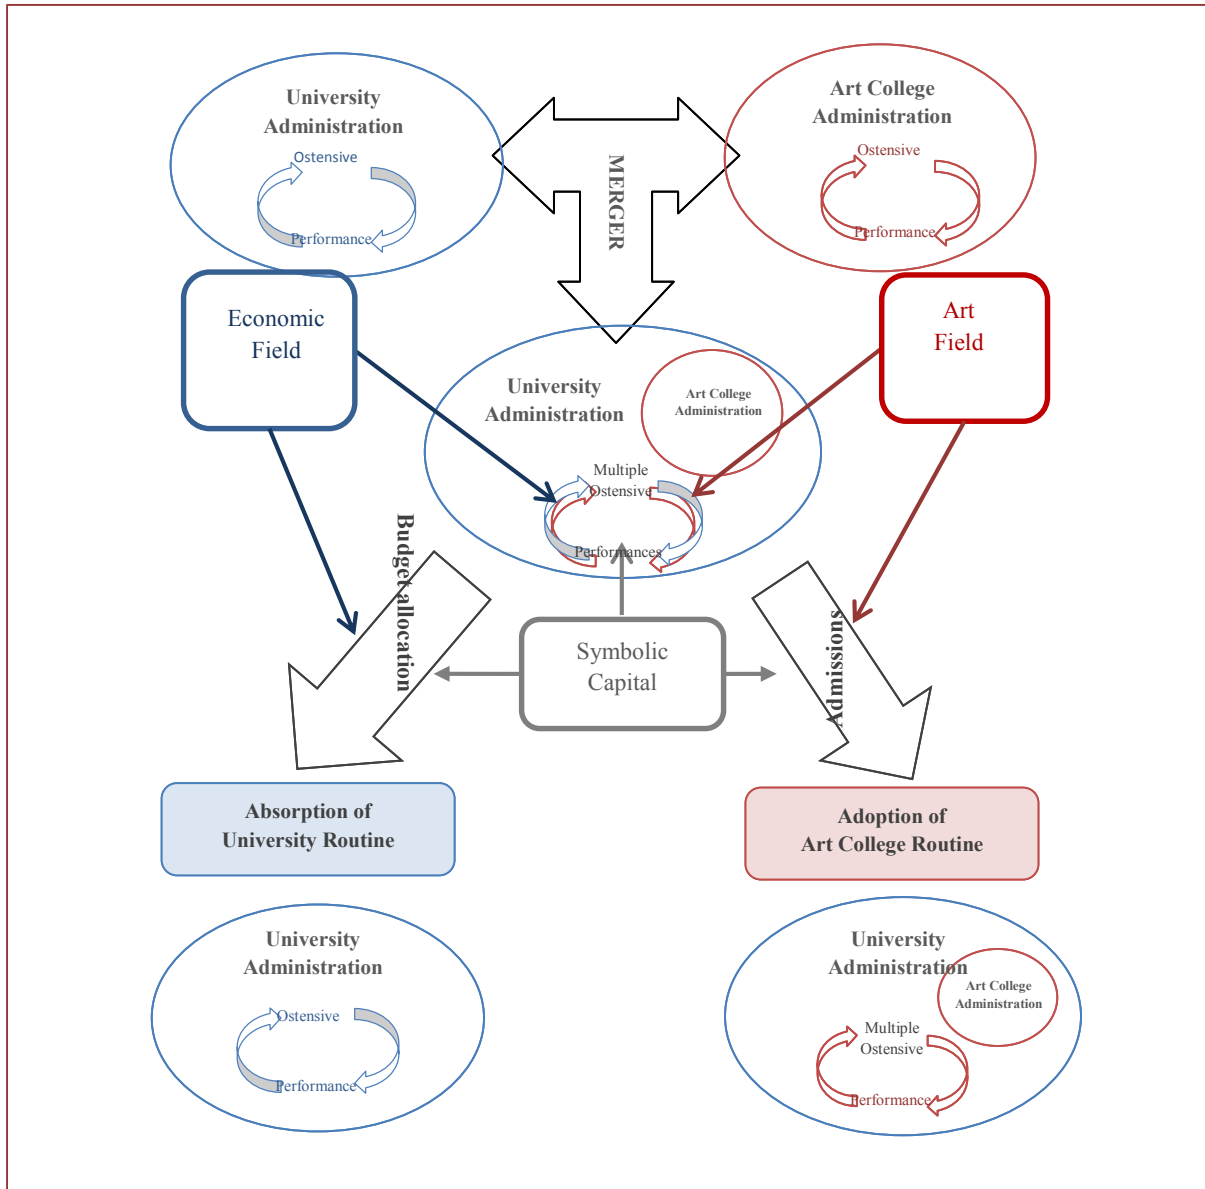 University
Administration
Ostensive
Performance
MERGER
Art College
Administration
Ostensive
Performance
Economic
Field
Art
Field
University
Administration
Art College
Administration
Multiple
Ostensive
Performances
Budget allocation
Symbolic
Capital
Admissions
Absorption of
University Routine
Adoption of
Art College Routine
University
Administration
Ostensive
Performance
University
Administration
Art College
Administration
Multiple
Ostensive
Performance